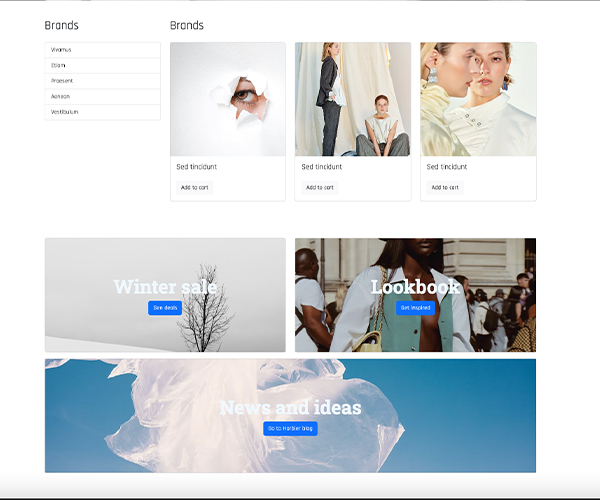 Brands
Vivamus
Etiam
Praesent
Aenean
Vestibulum
Brands
Sed tincidunt
Add to cart
Sed tincidunt
Add to cart
Sed tincidunt
Add to cart
Winter sale
See deals
Lookbook
Get inspired
News and ideas
Go to Harbler blog